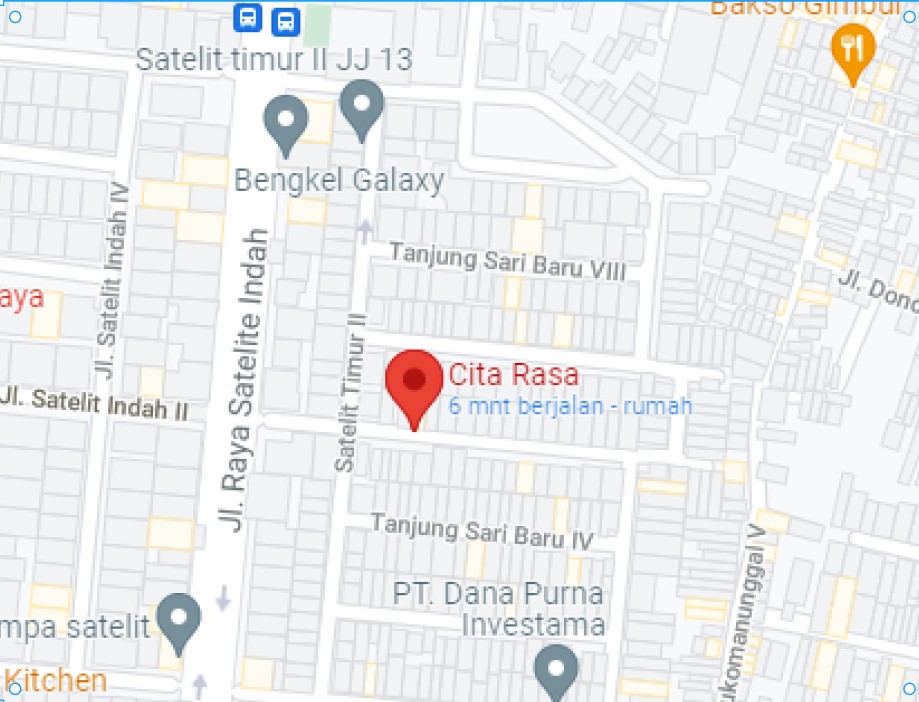 Bakso Gimbul
Satelit timur II JJ 13
Bengkel Galaxy
Jl. Satelit Indah IV
Jl. Raya Satelite Indah
Tanjung Sari Baru VIII
aya
Satelit Timur II
Cita Rasa
6 mnt berjalan - rumah
Jl. Satelit Indah II
Tanjung Sari Baru IV
PT. Dana Purna
Investama
ukomanunggal V
mpa satelit
Kitchen